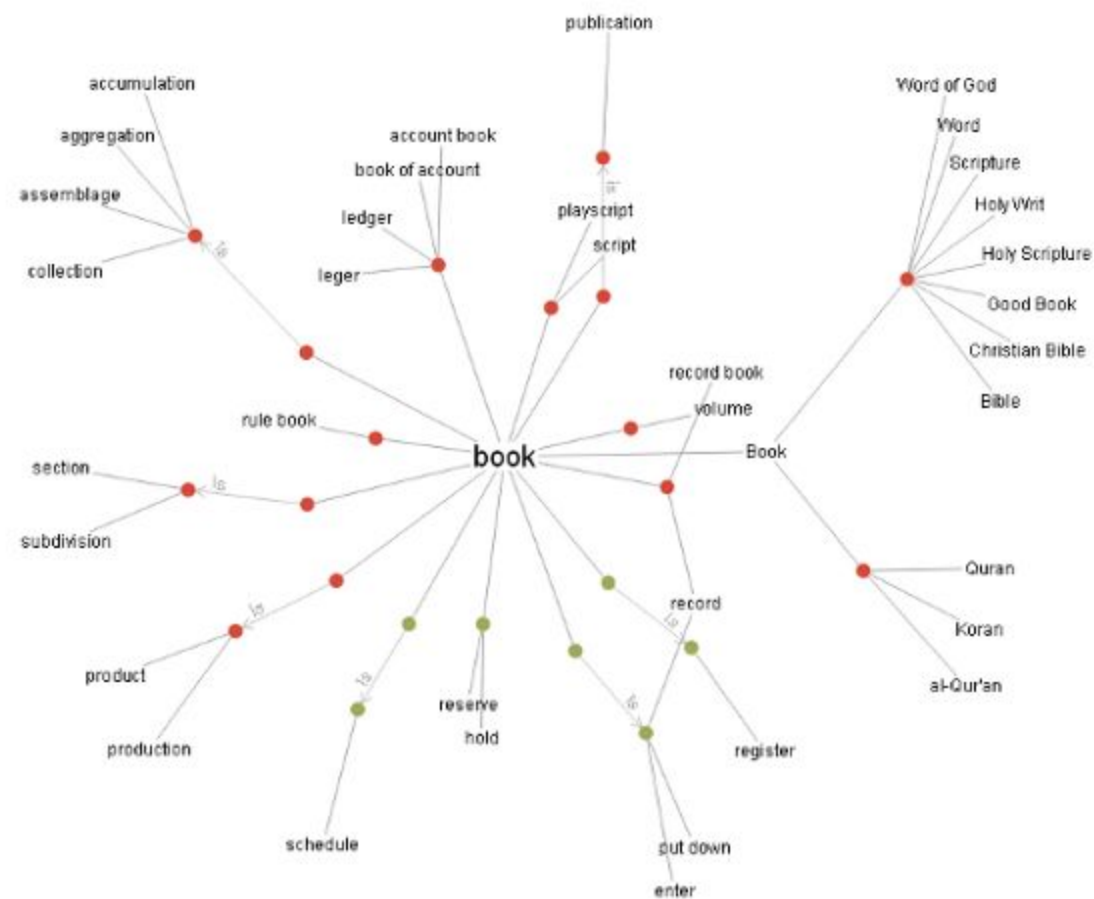 publication
accumulation
Word of God
aggregation
account book
Word
book of account
Scripture
assemblage
is
playscript
Holy Writ
ledger
script
collection
is
leger
Holy Scripture
Good Book
Christian Bible
record book
Bible
rule book
volume
book
Book
section
is
subdivision
Quran
is
record
is
Koran
product
is
reserve
is
al-Qur'an
production
hold
register
schedule
put down
enter